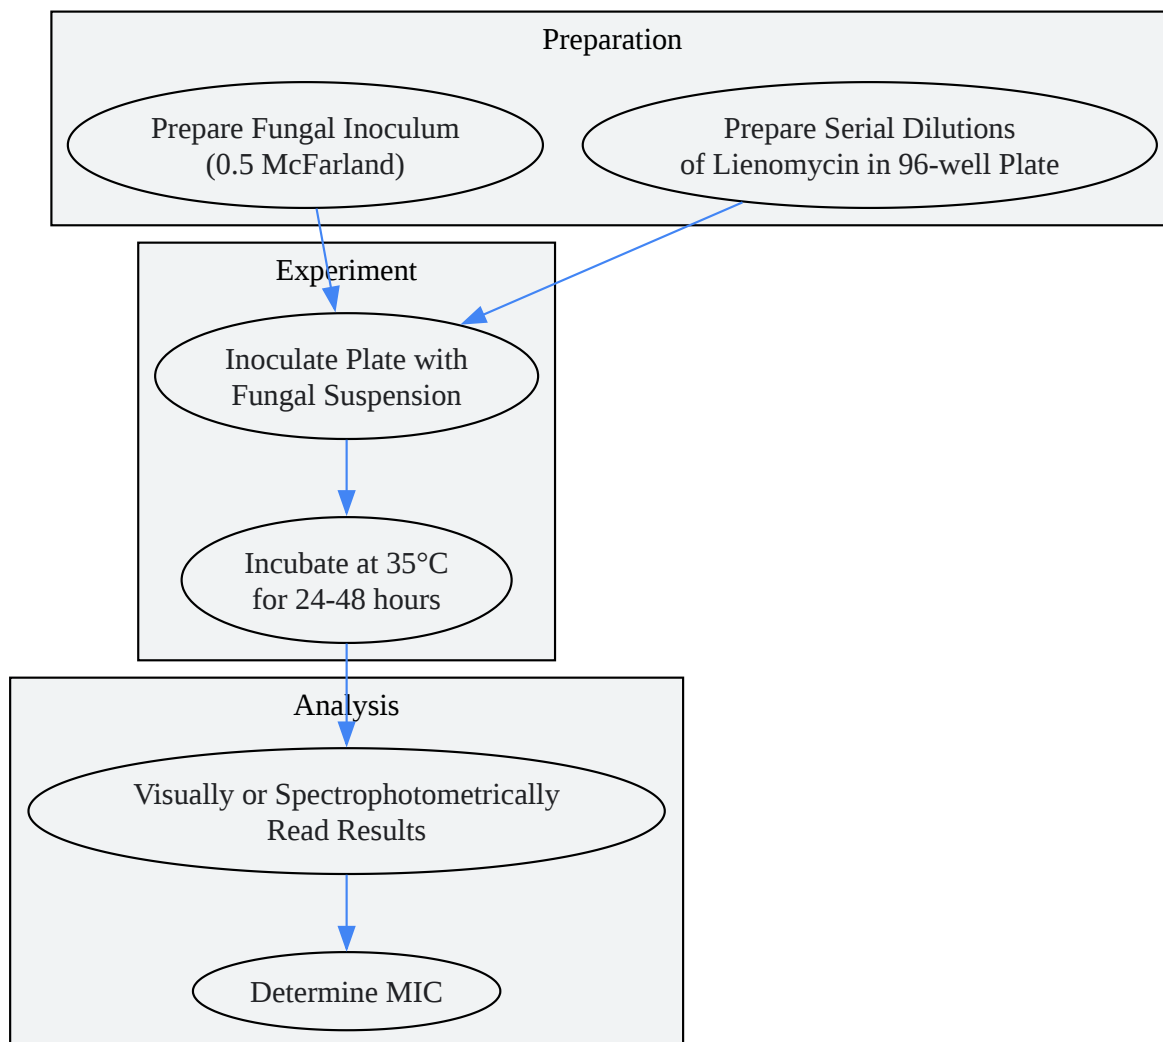 Preparation
Prepare Fungal Inoculum
(0.5 McFarland)
Prepare Serial Dilutions
of Lienomycin in 96-well Plate
Experiment
Inoculate Plate with
Fungal Suspension
Incubate at 35°C
for 24-48 hours
Analysis
Visually or Spectrophotometrically
Read Results
Determine MIC